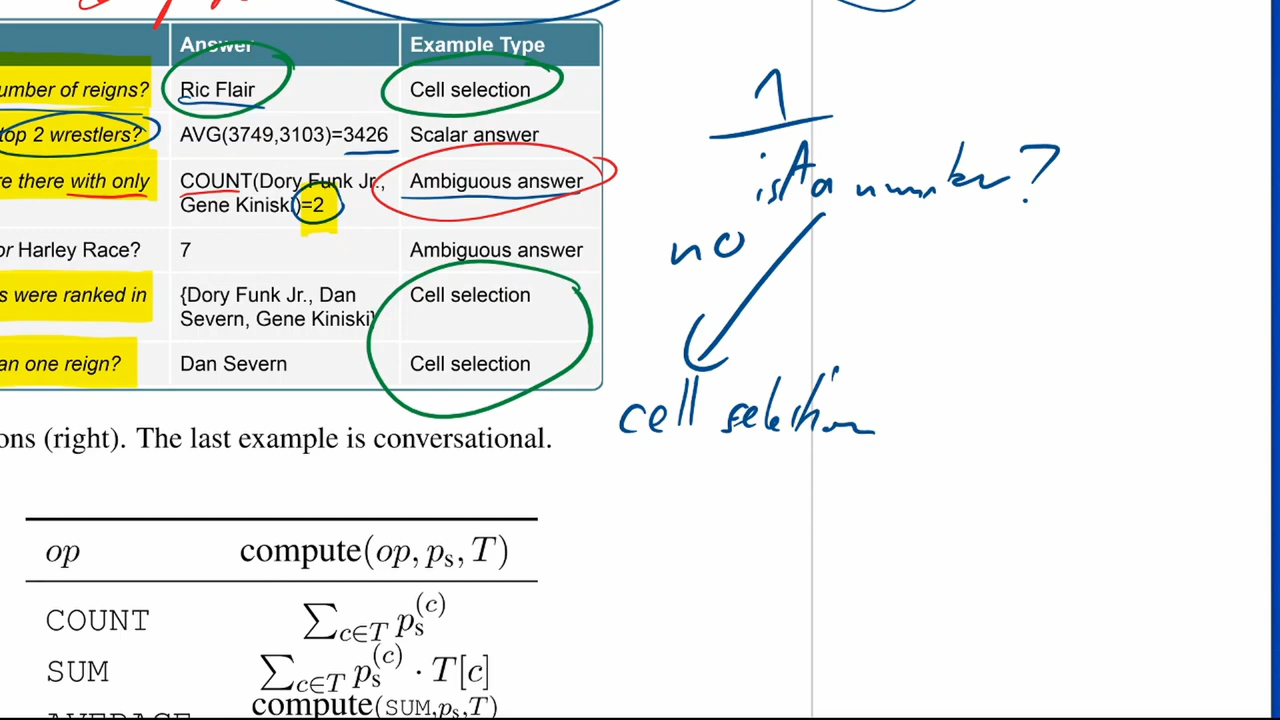 Answer Example Type
umber of reigns? Ric Flair Cell selection
top 2 wrestlers? AVG(3749,3103)=3426 Scalar answer
re there with only COUNT(Dory Funk Jr., Gene Kiniski)=2 Ambiguous answer
or Harley Race? 7 Ambiguous answer
s were ranked in {Dory Funk Jr., Dan Severn, Gene Kiniski} Cell selection
an one reign? Dan Severn Cell selection
ons (right). The last example is conversational.
op compute(op, pₛ, T)
COUNT ∑c∈T pₛ^(c)
SUM ∑c∈T pₛ^(c) · T[c]
AVERAGE compute(SUM,pₛ,T)
1
is A a number?
no
cell selection